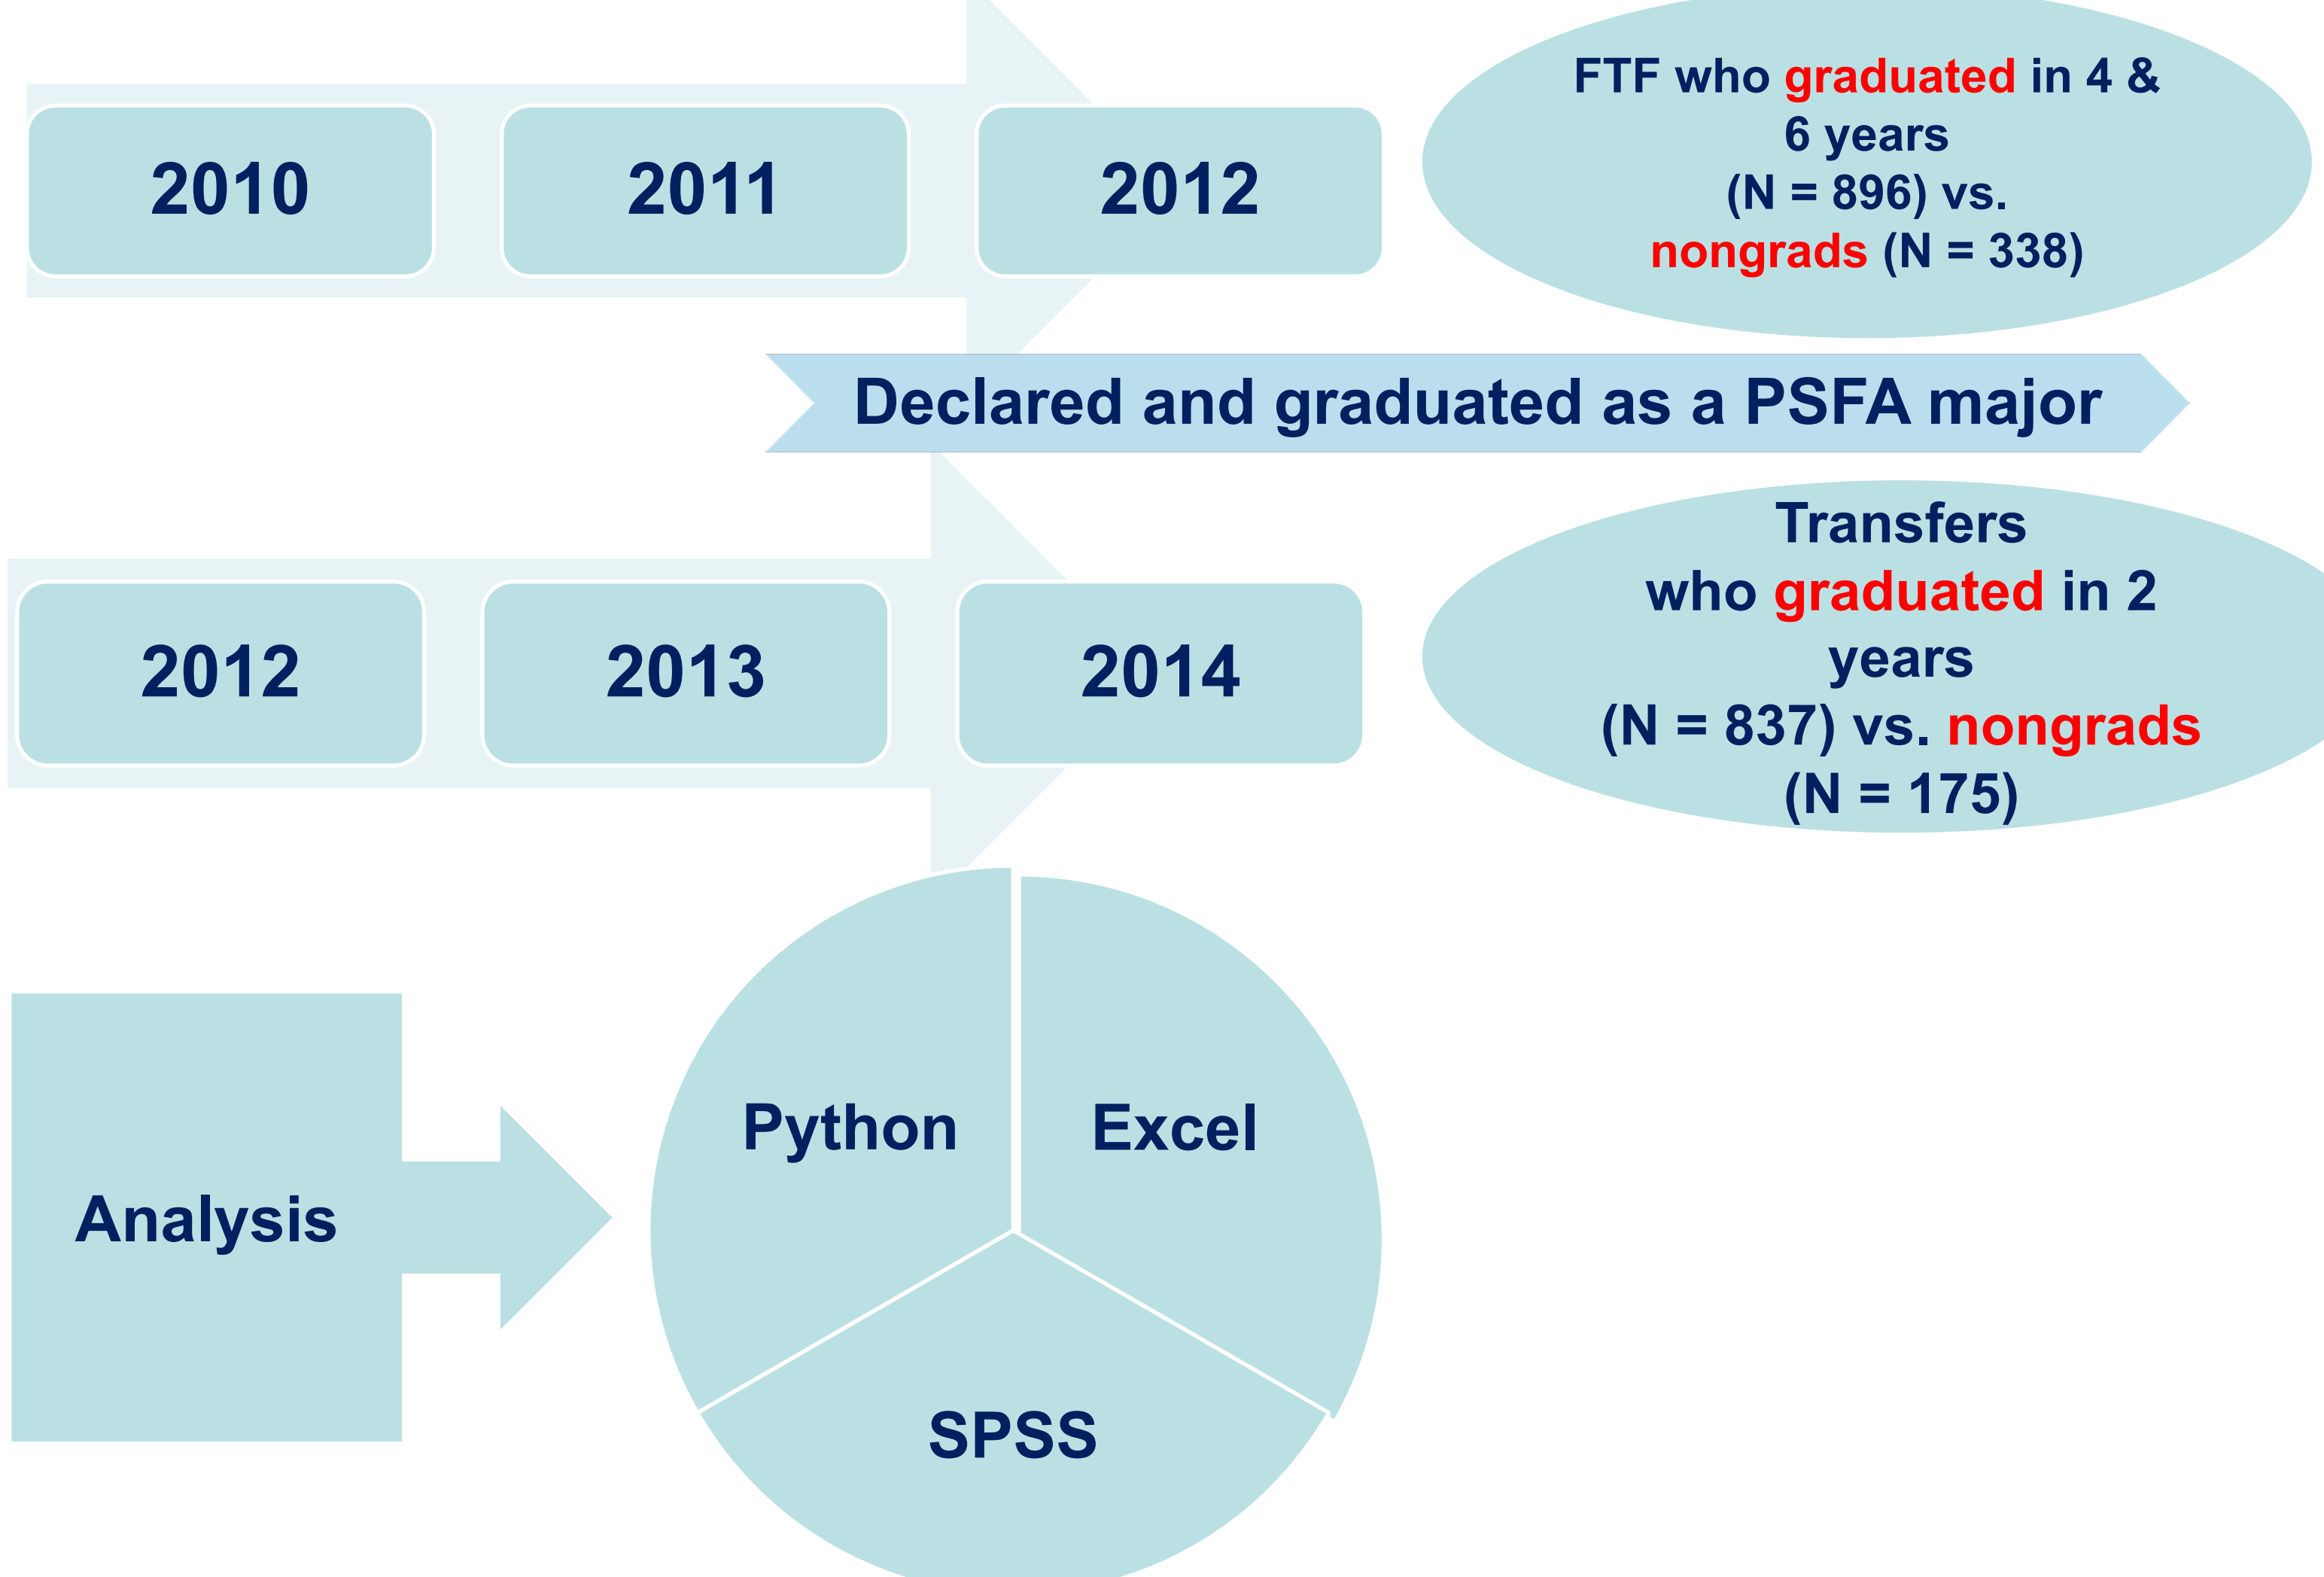 2010
2011
2012
FTF who graduated in 4 &
6 years
(N = 896) vs.
nongrads (N = 338)
Declared and graduated as a PSFA major
2012
2013
2014
Transfers
who graduated in 2
years
(N = 837) vs. nongrads
(N = 175)
Analysis
Python
Excel
SPSS